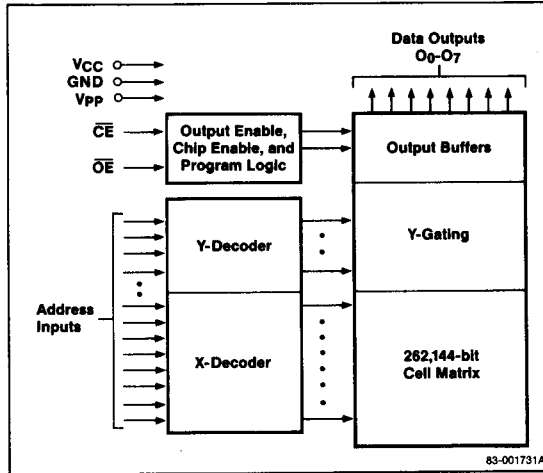 Data Outputs
O0-O7
VCC
GND
VPP
CE
OE
Output Enable,
Chip Enable, and
Program Logic
Output Buffers
Y-Decoder
Y-Gating
Address
Inputs
X-Decoder
262,144-bit
Cell Matrix
83-001731A